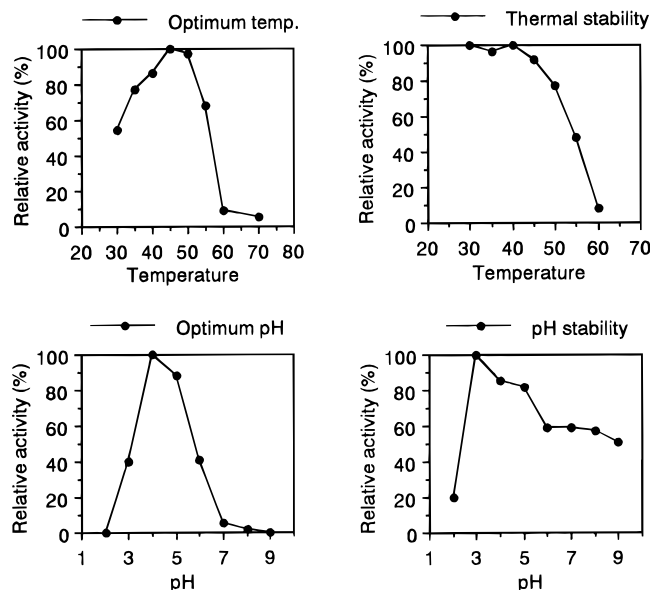 Optimum temp.
Relative activity (%)
100
80
60
40
20
0
20 30 40 50 60 70 80
Temperature
Thermal stability
Relative activity (%)
100
80
60
40
20
0
20 30 40 50 60 70
Temperature
Optimum pH
Relative activity (%)
100
80
60
40
20
0
1 3 5 7 9
pH
pH stability
Relative activity (%)
100
80
60
40
20
0
1 3 5 7 9
pH